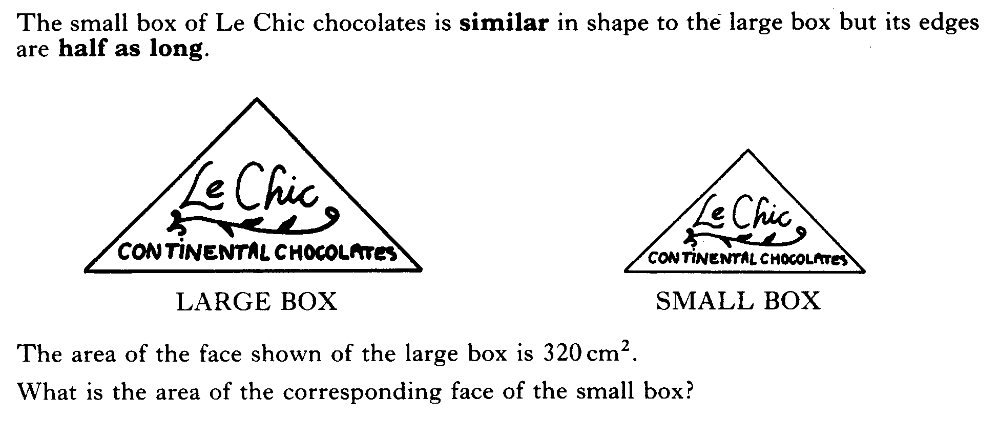 The small box of Le Chic chocolates is similar in shape to the large box but its edges
are half as long.
Le Chic
CONTINENTAL CHOCOLATES
Le Chic
CONTINENTAL CHOCOLATES
LARGE BOX
SMALL BOX
The area of the face shown of the large box is 320 cm².
What is the area of the corresponding face of the small box?